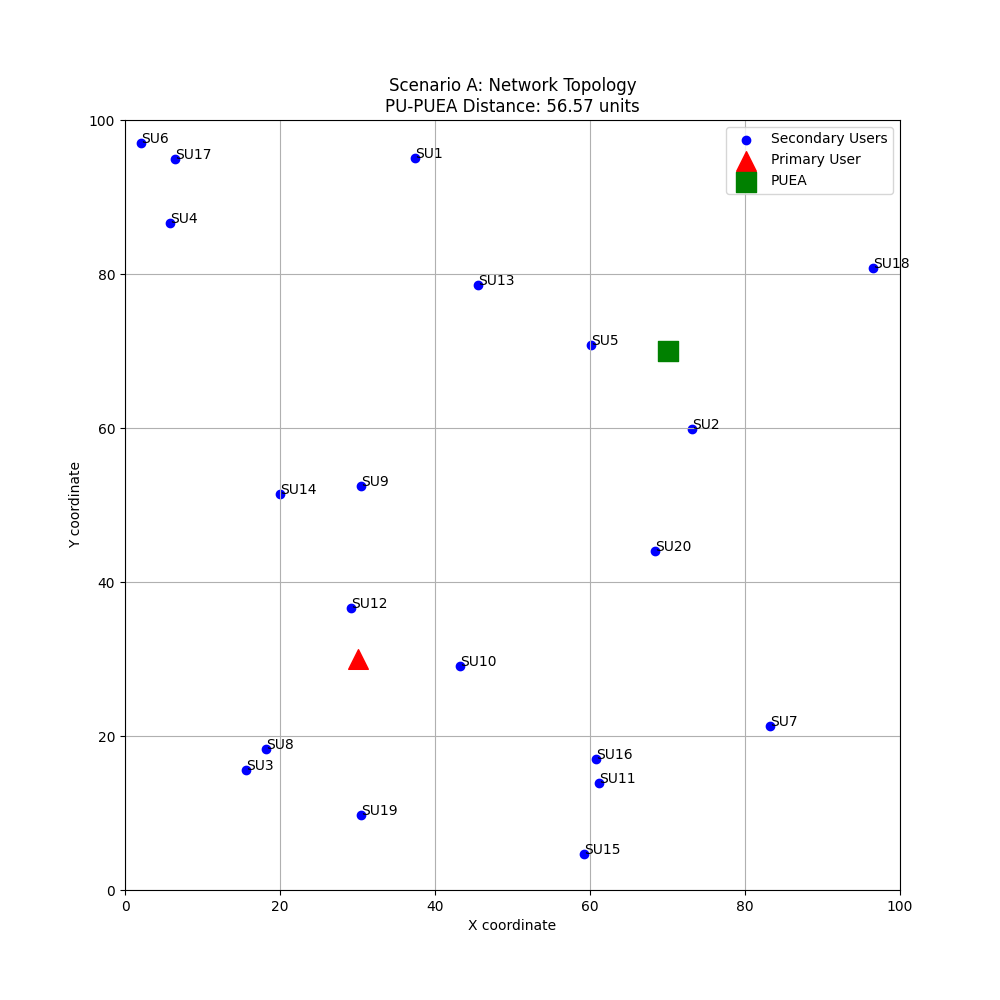 Scenario A: Network Topology
PU-PUEA Distance: 56.57 units
Secondary Users
Primary User
PUEA
SU6
SU17
SU1
SU4
SU18
SU13
SU5
SU2
SU9
SU14
SU20
SU12
SU10
SU7
SU8
SU16
SU3
SU11
SU19
SU15
100
80
60
40
20
0
Y coordinate
0 20 40 60 80 100
X coordinate